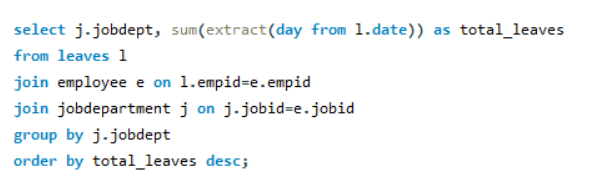 select j.jobdept, sum(extract(day from l.date)) as total_leaves
from leaves l
join employee e on l.empid=e.empid
join jobdepartment j on j.jobid=e.jobid
group by j.jobdept
order by total_leaves desc;